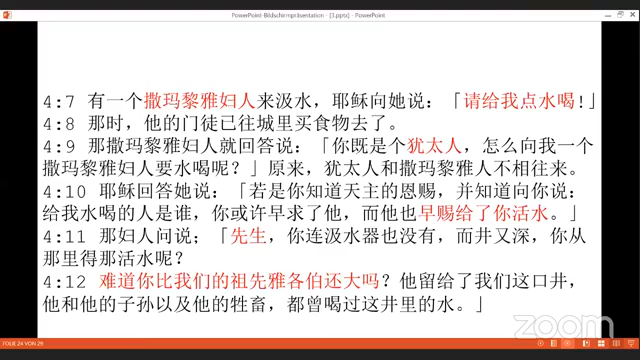 PowerPoint-Bildschirmpräsentation - [3.pptx] - PowerPoint
4:7 有一个撒玛黎雅妇人来汲水，耶稣向她说：「请给我点水喝!」
4:8 那时，他的门徒已往城里买食物去了。
4:9 那撒玛黎雅妇人就回答说：「你既是个犹太人，怎么向我一个
撒玛黎雅妇人要水喝呢？」原来，犹太人和撒玛黎雅人不相往来。
4:10 耶稣回答她说：「若是你知道天主的恩赐，并知道向你说：
给我水喝的人是谁，你或许早求了他，而他也早赐给了你活水。」
4:11 那妇人问说；「先生，你连汲水器也没有，而井又深，你从
那里得那活水呢？
4:12 难道你比我们的祖先雅各伯还大吗？他留给了我们这口井，
他和他的子孙以及他的牲畜，都曾喝过这井里的水。」
FOLIE 24 VON 29
zoom